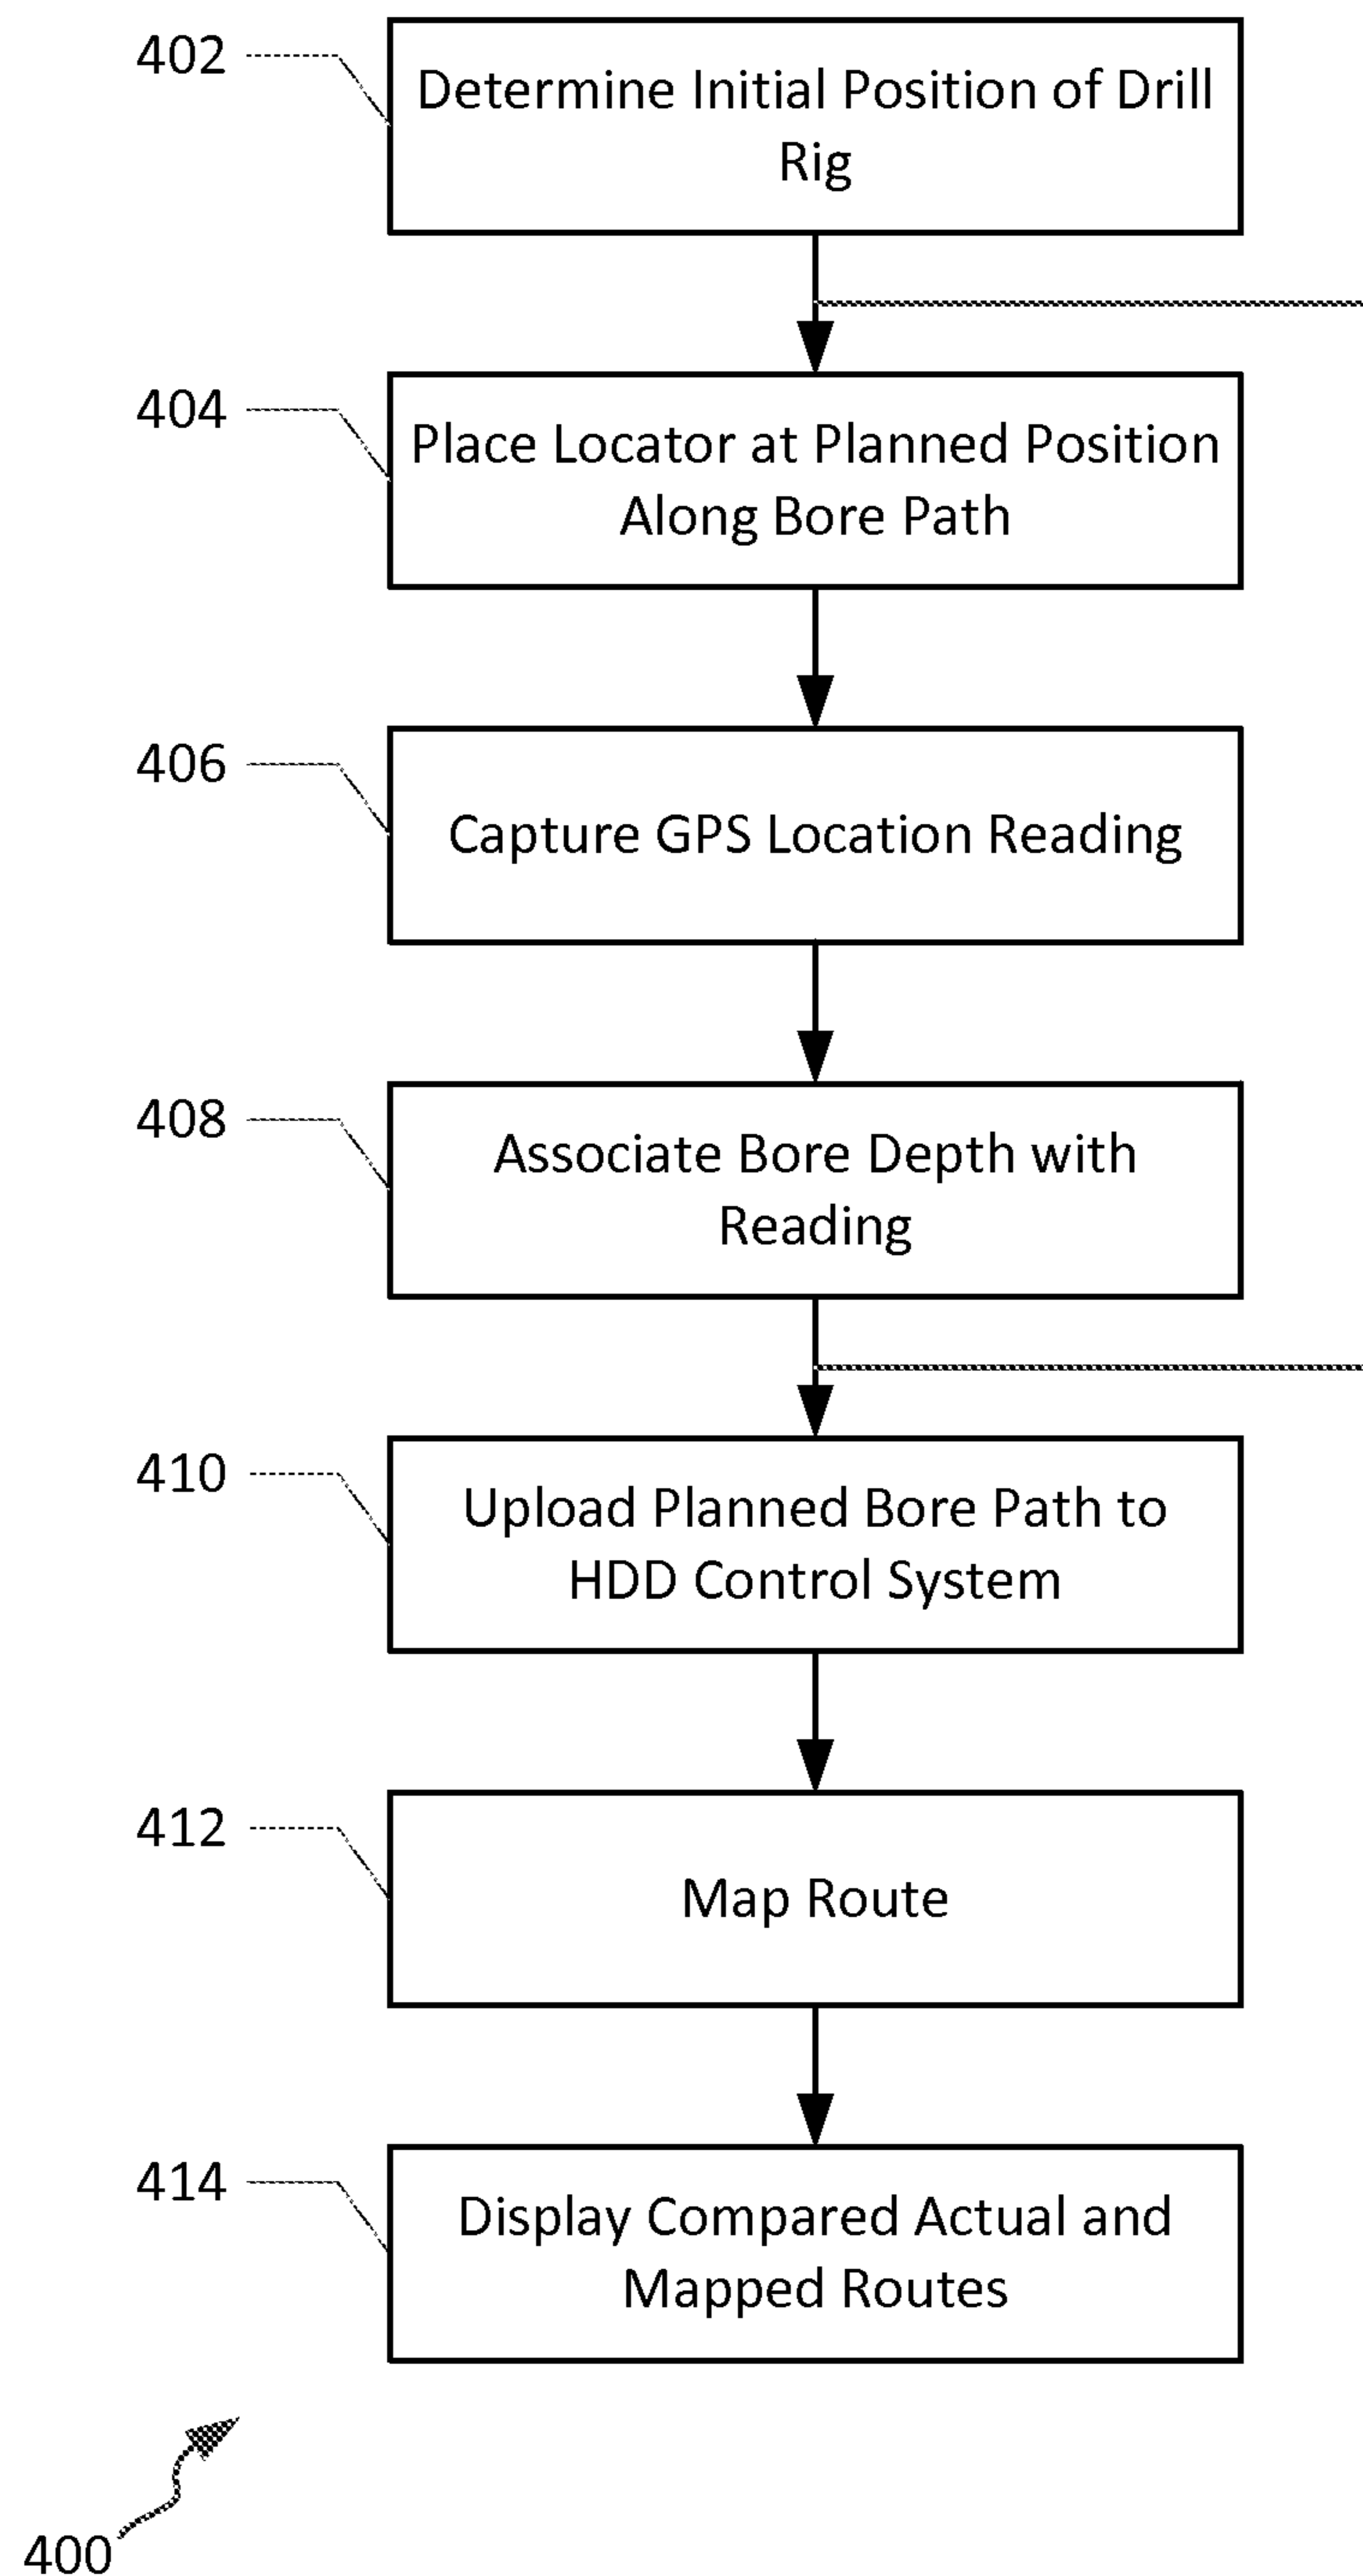 402
Determine Initial Position of Drill
Rig
404
Place Locator at Planned Position
Along Bore Path
406
Capture GPS Location Reading
408
Associate Bore Depth with
Reading
410
Upload Planned Bore Path to
HDD Control System
412
Map Route
414
Display Compared Actual and
Mapped Routes
400